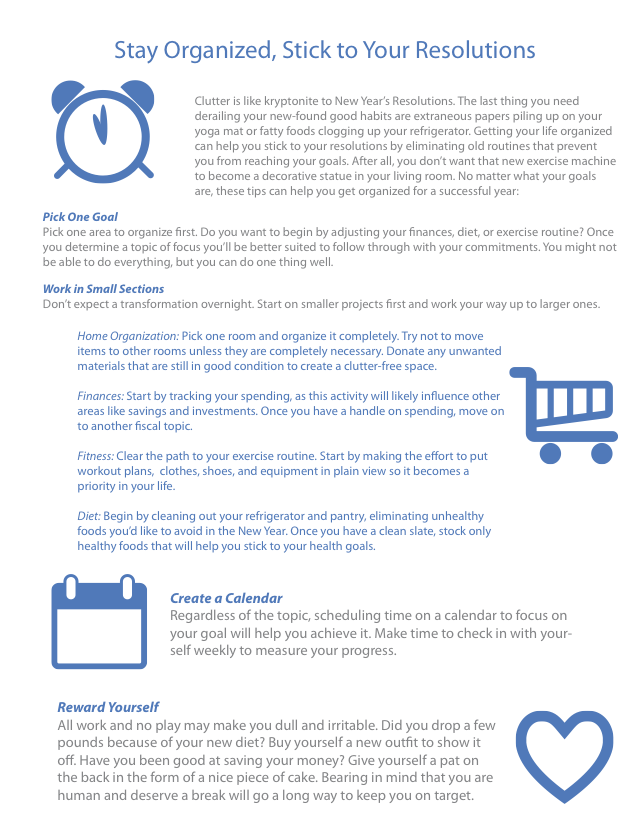 Stay Organized, Stick to Your Resolutions
Clutter is like kryptonite to New Year's Resolutions. The last thing you need
derailing your new-found good habits are extraneous papers piling up on your
yoga mat or fatty foods clogging up your refrigerator. Getting your life organized
can help you stick to your resolutions by eliminating old routines that prevent
you from reaching your goals. After all, you don't want that new exercise machine
to become a decorative statue in your living room. No matter what your goals
are, these tips can help you get organized for a successful year:
Pick One Goal
Pick one area to organize first. Do you want to begin by adjusting your finances, diet, or exercise routine? Once
you determine a topic of focus you'll be better suited to follow through with your commitments. You might not
be able to do everything, but you can do one thing well.
Work in Small Sections
Don't expect a transformation overnight. Start on smaller projects first and work your way up to larger ones.
Home Organization: Pick one room and organize it completely. Try not to move
items to other rooms unless they are completely necessary. Donate any unwanted
materials that are still in good condition to create a clutter-free space.
Finances: Start by tracking your spending, as this activity will likely influence other
areas like savings and investments. Once you have a handle on spending, move on
to another fiscal topic.
Fitness: Clear the path to your exercise routine. Start by making the effort to put
workout plans, clothes, shoes, and equipment in plain view so it becomes a
priority in your life.
Diet: Begin by cleaning out your refrigerator and pantry, eliminating unhealthy
foods you'd like to avoid in the New Year. Once you have a clean slate, stock only
healthy foods that will help you stick to your health goals.
Create a Calendar
Regardless of the topic, scheduling time on a calendar to focus on
your goal will help you achieve it. Make time to check in with your-
self weekly to measure your progress.
Reward Yourself
All work and no play may make you dull and irritable. Did you drop a few
pounds because of your new diet? Buy yourself a new outfit to show it
off. Have you been good at saving your money? Give yourself a pat on
the back in the form of a nice piece of cake. Bearing in mind that you are
human and deserve a break will go a long way to keep you on target.